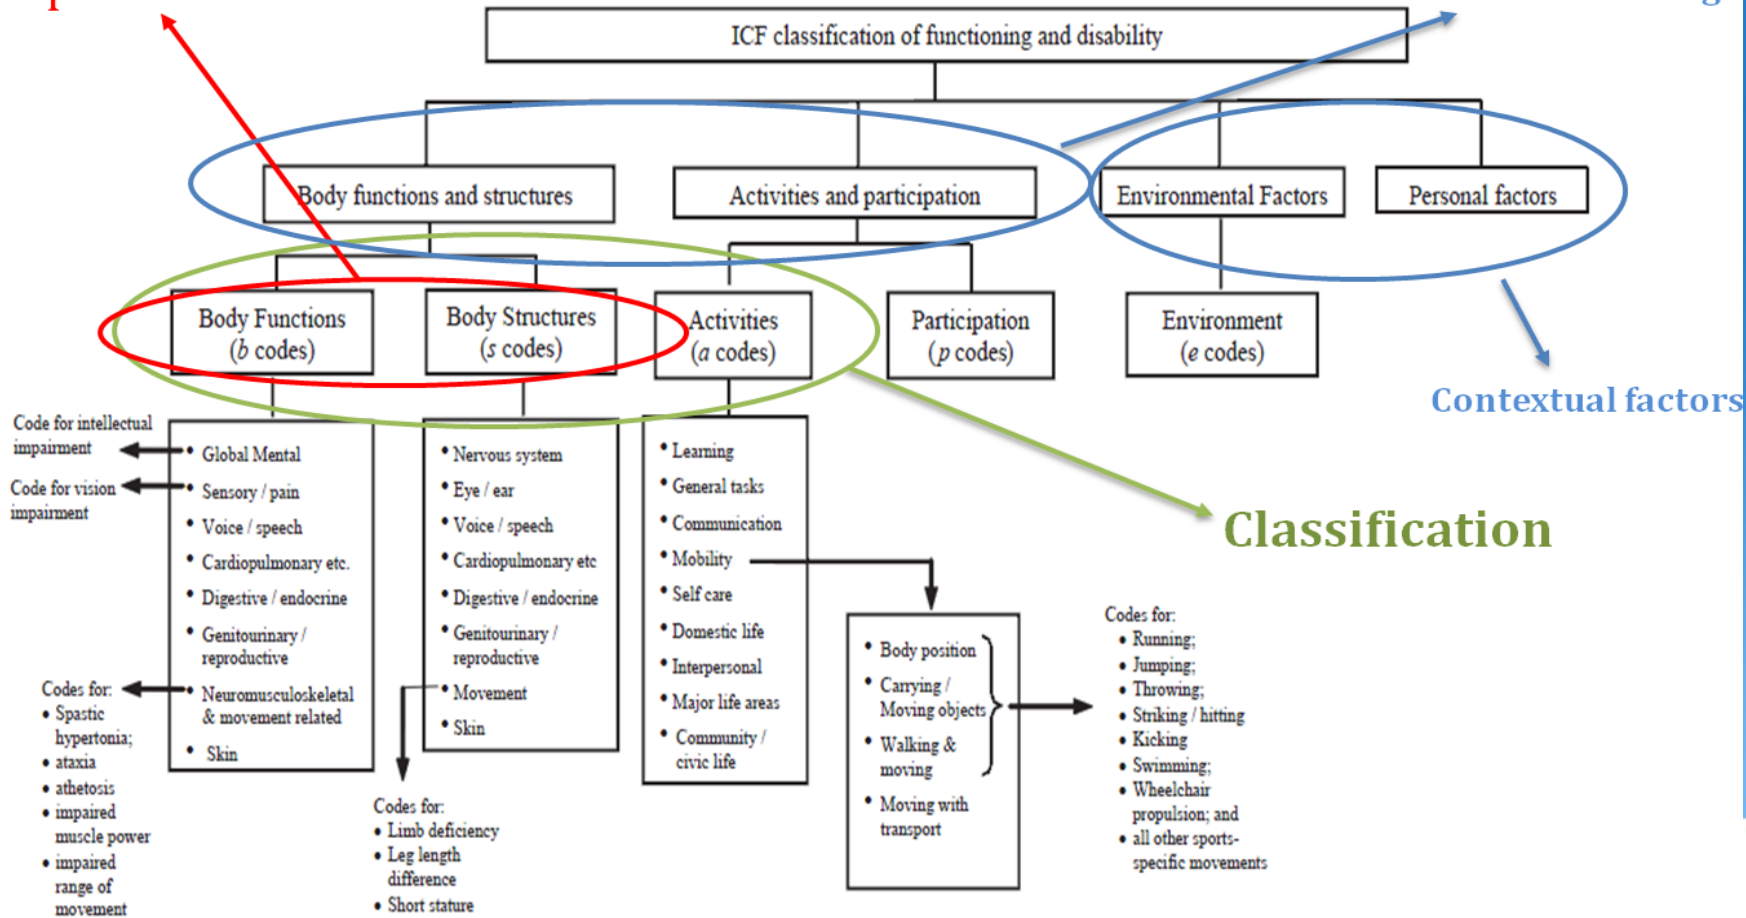 ICF classification of functioning and disability
Body functions and structures
Activities and participation
Environmental Factors
Personal factors
Body Functions
(b codes)
Body Structures
(s codes)
Activities
(a codes)
Participation
(p codes)
Environment
(e codes)
Contextual factors
Classification
Code for intellectual
impairment
Code for vision
impairment
• Global Mental
• Sensory / pain
• Voice / speech
• Cardiopulmonary etc.
• Digestive / endocrine
• Genitourinary /
reproductive
• Neuromusculoskeletal
& movement related
• Skin
Codes for:
• Spastic
hypertonia;
• ataxia
• athetosis
• impaired
muscle power
• impaired
range of
movement
• Nervous system
• Eye / ear
• Voice / speech
• Cardiopulmonary etc
• Digestive / endocrine
• Genitourinary /
reproductive
• Movement
• Skin
Codes for:
• Limb deficiency
• Leg length
difference
• Short stature
• Learning
• General tasks
• Communication
• Mobility
• Self care
• Domestic life
• Interpersonal
• Major life areas
• Community /
civic life
• Body position
• Carrying /
Moving objects
• Walking &
moving
• Moving with
transport
Codes for:
• Running;
• Jumping;
• Throwing;
• Striking / hitting
• Kicking
• Swimming;
• Wheelchair
propulsion; and
• all other sports-
specific movements